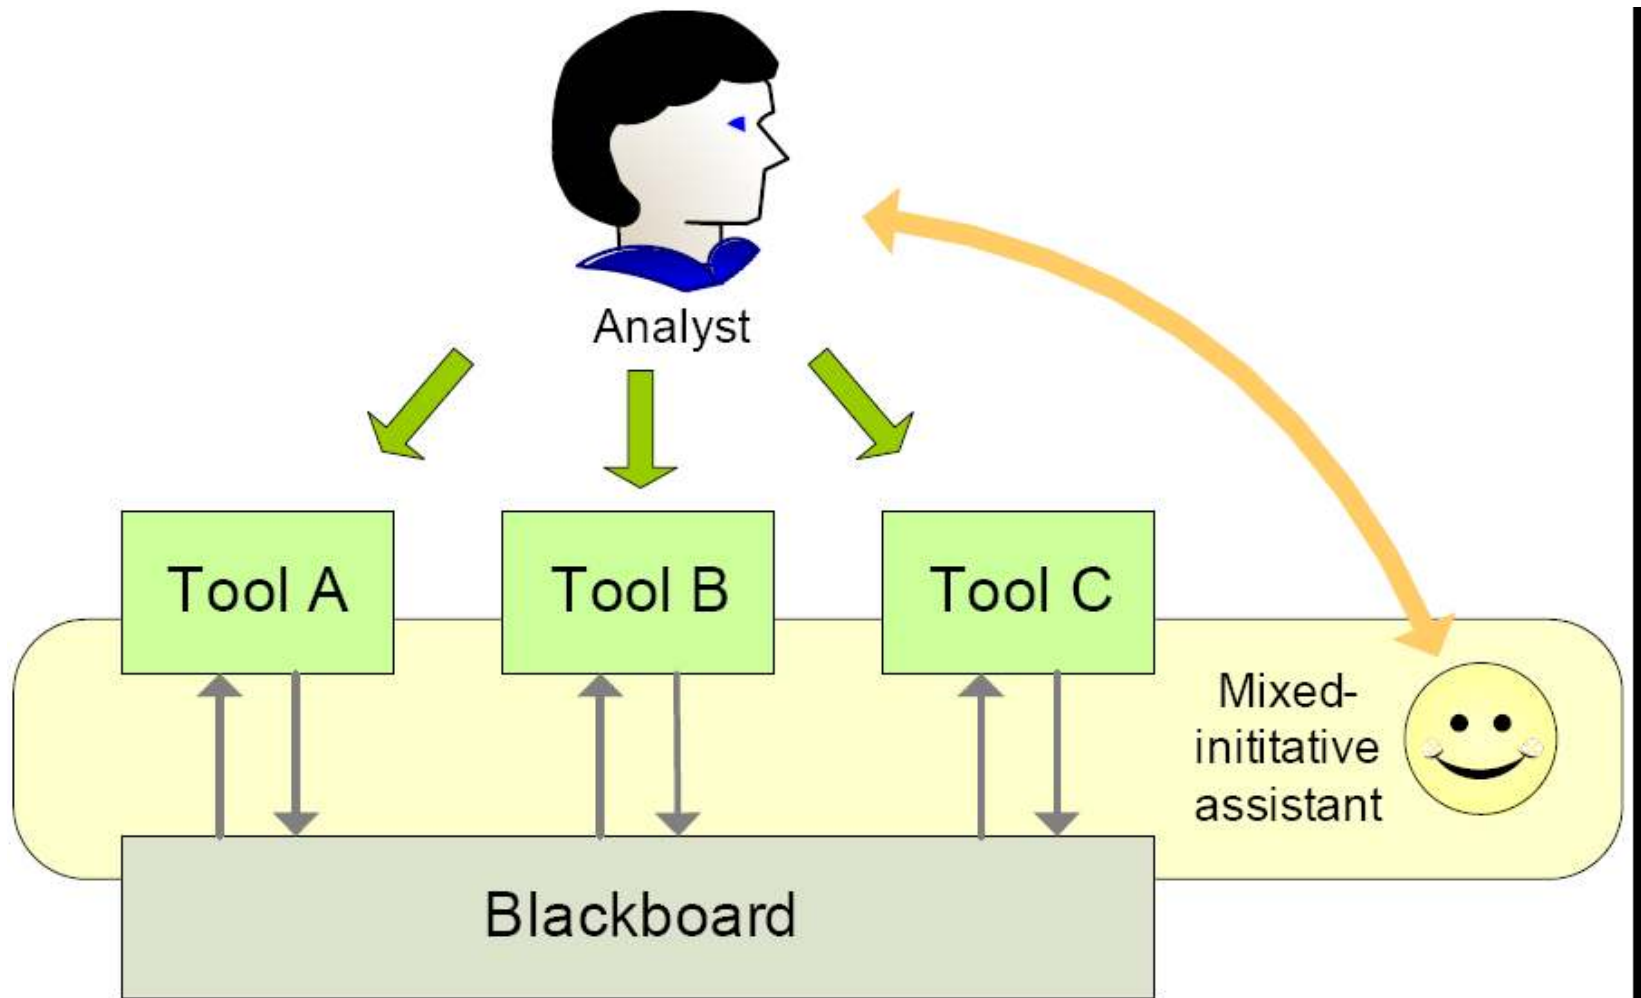 Analyst
Tool A
Tool B
Tool C
Mixed-
inititative
assistant
Blackboard